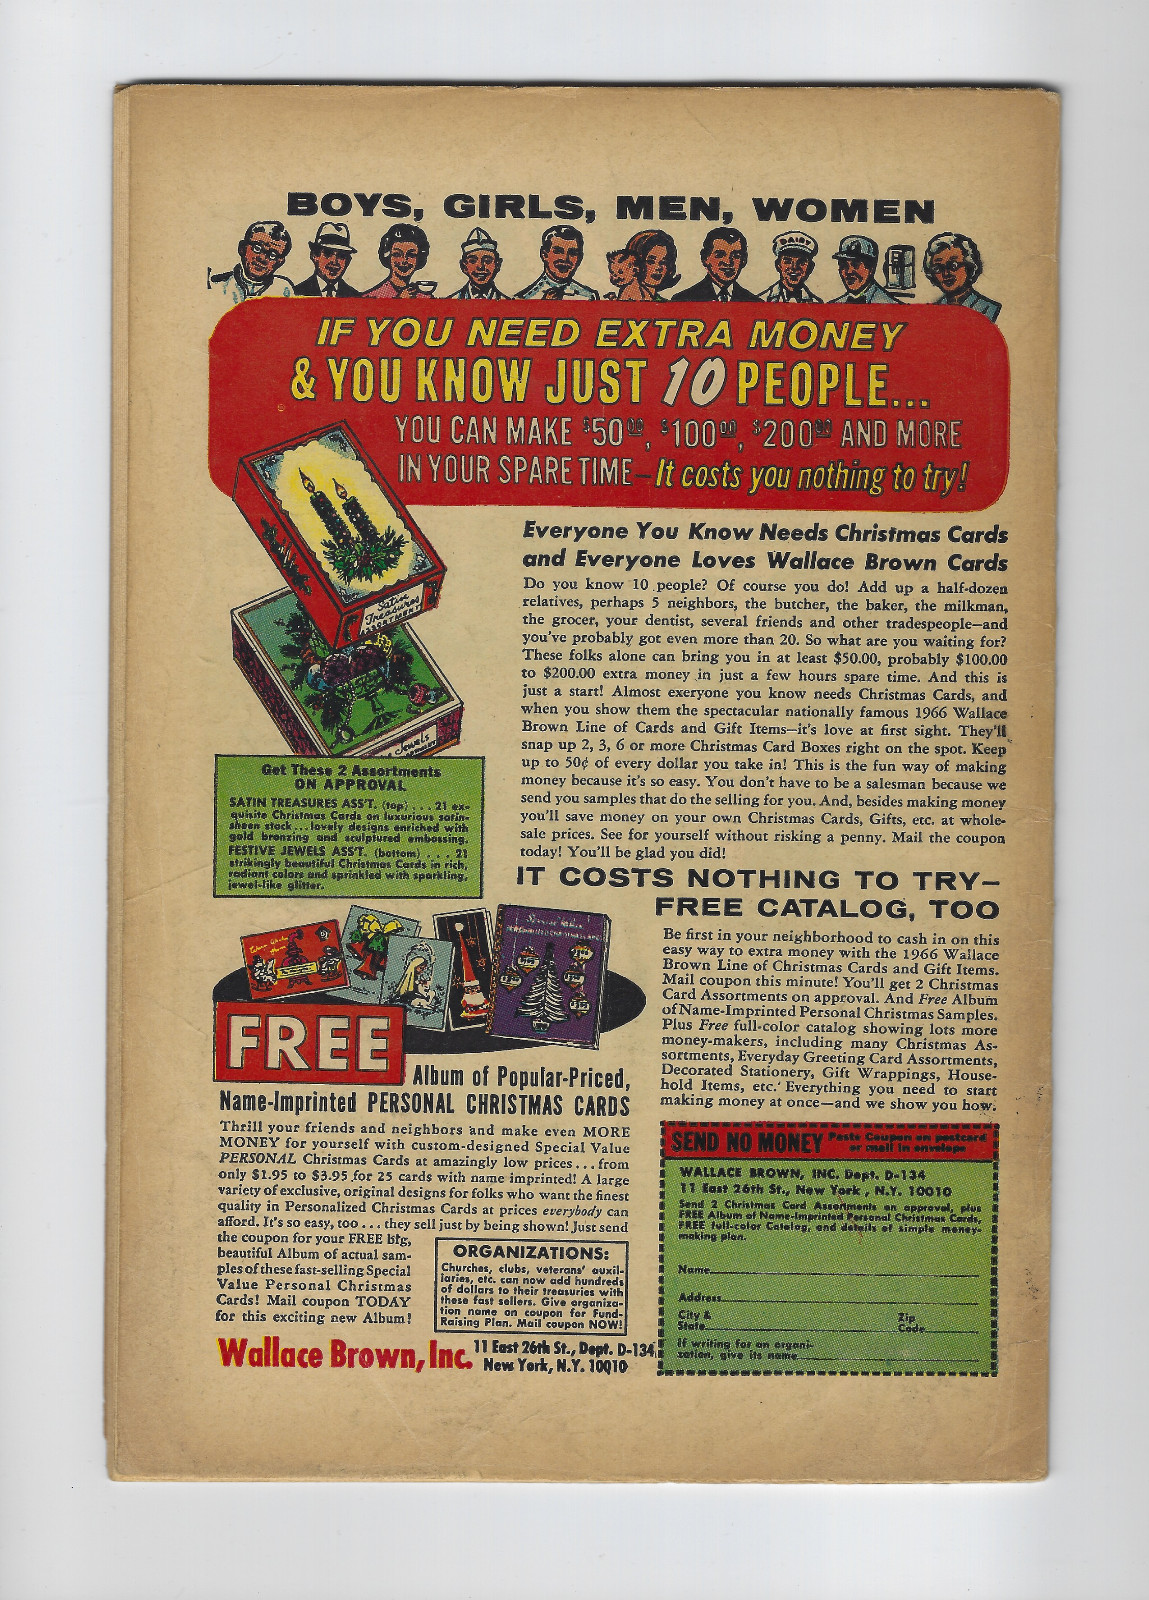 BOYS, GIRLS, MEN, WOMEN
DAIRY
IF YOU NEED EXTRA MONEY
& YOU KNOW JUST 10 PEOPLE...
YOU CAN MAKE $50.00, $100.00, $200.00 AND MORE
IN YOUR SPARE TIME—It costs you nothing to try!
Satin
Treasures
ASSORTMENT
Jewels
Get These 2 Assortments
ON APPROVAL
SATIN TREASURES ASS'T. (top) . . . 21 ex-
quisite Christmas Cards on luxurious satin-
sheen stock . . . lovely designs enriched with
gold bronzing and sculptured embossing.
FESTIVE JEWELS ASS'T. (bottom) . . . 21
strikingly beautiful Christmas Cards in rich,
radiant colors and sprinkled with sparkling,
jewel-like glitter.
Everyone You Know Needs Christmas Cards
and Everyone Loves Wallace Brown Cards
Do you know 10 people? Of course you do! Add up a half-dozen
relatives, perhaps 5 neighbors, the butcher, the baker, the milkman,
the grocer, your dentist, several friends and other tradespeople—and
you've probably got even more than 20. So what are you waiting for?
These folks alone can bring you in at least $50.00, probably $100.00
to $200.00 extra money in just a few hours spare time. And this is
just a start! Almost exeryone you know needs Christmas Cards, and
when you show them the spectacular nationally famous 1966 Wallace
Brown Line of Cards and Gift Items—it's love at first sight. They'll
snap up 2, 3, 6 or more Christmas Card Boxes right on the spot. Keep
up to 50¢ of every dollar you take in! This is the fun way of making
money because it's so easy. You don't have to be a salesman because we
send you samples that do the selling for you. And, besides making money
you'll save money on your own Christmas Cards, Gifts, etc. at whole-
sale prices. See for yourself without risking a penny. Mail the coupon
today! You'll be glad you did!
IT COSTS NOTHING TO TRY—
FREE CATALOG, TOO
Be first in your neighborhood to cash in on this
easy way to extra money with the 1966 Wallace
Brown Line of Christmas Cards and Gift Items.
Mail coupon this minute! You'll get 2 Christmas
Card Assortments on approval. And Free Album
of Name-Imprinted Personal Christmas Samples.
Plus Free full-color catalog showing lots more
money-makers, including many Christmas As-
sortments, Everyday Greeting Card Assortments,
Decorated Stationery, Gift Wrappings, House-
hold Items, etc. Everything you need to start
making money at once—and we show you how.
FREE
Album of Popular-Priced,
Name-Imprinted PERSONAL CHRISTMAS CARDS
Thrill your friends and neighbors and make even MORE
MONEY for yourself with custom-designed Special Value
PERSONAL Christmas Cards at amazingly low prices . . . from
only $1.95 to $3.95 for 25 cards with name imprinted! A large
variety of exclusive, original designs for folks who want the finest
quality in Personalized Christmas Cards at prices everybody can
afford. It's so easy, too . . . they sell just by being shown! Just send
the coupon for your FREE big,
beautiful Album of actual sam-
ples of these fast-selling Special
Value Personal Christmas
Cards! Mail coupon TODAY
for this exciting new Album!
ORGANIZATIONS:
Churches, clubs, veterans' auxil-
iaries, etc. can now add hundreds
of dollars to their treasuries with
these fast sellers. Give organiza-
tion name on coupon for Fund-
Raising Plan. Mail coupon NOW!
Wallace Brown, Inc. 11 East 26th St., Dept. D-134
New York, N.Y. 10010
SEND NO MONEY Paste Coupon on postcard
or mail in envelope
WALLACE BROWN, INC. Dept. D-134
11 East 26th St., New York, N.Y. 10010
Send 2 Christmas Card Assortments on approval, plus
FREE Album of Name-Imprinted Personal Christmas Cards,
FREE full-color Catalog, and details of simple money-
making plan.
Name
Address
City &
State
Zip
Code
If writing for an organi-
zation, give its name